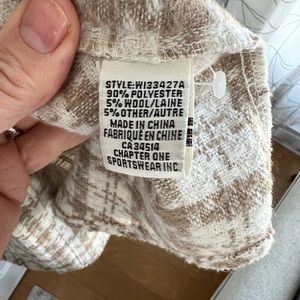 STYLE:WI33427A
90% POLYESTER
5% WOOL/LAINE
5% OTHER/AUTRE
MADE IN CHINA
FABRIQUÉ EN CHINE
CA 34514
CHAPTER ONE
SPORTSWEAR INC.